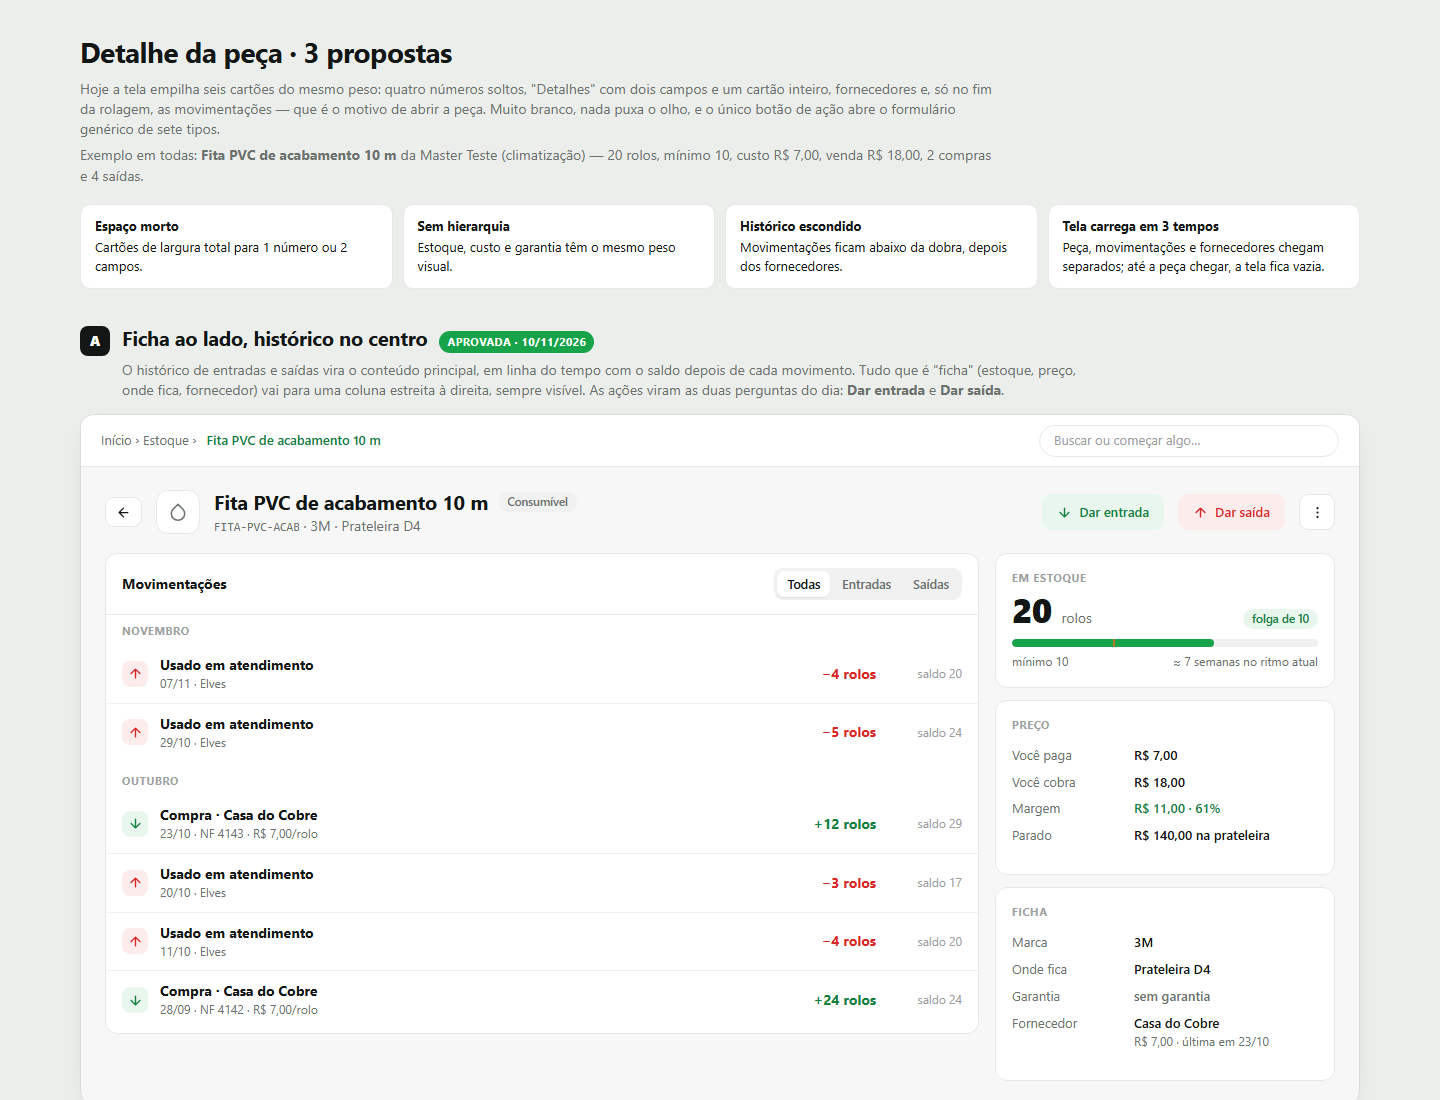 Detalhe da peça · 3 propostas
Hoje a tela empilha seis cartões do mesmo peso: quatro números soltos, "Detalhes" com dois campos e um cartão inteiro, fornecedores e, só no fim
da rolagem, as movimentações — que é o motivo de abrir a peça. Muito branco, nada puxa o olho, e o único botão de ação abre o formulário
genérico de sete tipos.
Exemplo em todas: Fita PVC de acabamento 10 m da Master Teste (climatização) — 20 rolos, mínimo 10, custo R$ 7,00, venda R$ 18,00, 2 compras
e 4 saídas.
Espaço morto
Cartões de largura total para 1 número ou 2
campos.
Sem hierarquia
Estoque, custo e garantia têm o mesmo peso
visual.
Histórico escondido
Movimentações ficam abaixo da dobra, depois
dos fornecedores.
Tela carrega em 3 tempos
Peça, movimentações e fornecedores chegam
separados; até a peça chegar, a tela fica vazia.
A Ficha ao lado, histórico no centro APROVADA · 10/11/2026
O histórico de entradas e saídas vira o conteúdo principal, em linha do tempo com o saldo depois de cada movimento. Tudo que é "ficha" (estoque, preço,
onde fica, fornecedor) vai para uma coluna estreita à direita, sempre visível. As ações viram as duas perguntas do dia: Dar entrada e Dar saída.
Início › Estoque › Fita PVC de acabamento 10 m
Buscar ou começar algo...
Fita PVC de acabamento 10 m Consumível
FITA-PVC-ACAB · 3M · Prateleira D4
Dar entrada
Dar saída
Movimentações
Todas Entradas Saídas
NOVEMBRO
Usado em atendimento
07/11 · Elves
−4 rolos saldo 20
Usado em atendimento
29/10 · Elves
−5 rolos saldo 24
OUTUBRO
Compra · Casa do Cobre
23/10 · NF 4143 · R$ 7,00/rolo
+12 rolos saldo 29
Usado em atendimento
20/10 · Elves
−3 rolos saldo 17
Usado em atendimento
11/10 · Elves
−4 rolos saldo 20
Compra · Casa do Cobre
28/09 · NF 4142 · R$ 7,00/rolo
+24 rolos saldo 24
EM ESTOQUE
20 rolos folga de 10
mínimo 10 ≈ 7 semanas no ritmo atual
PREÇO
Você paga R$ 7,00
Você cobra R$ 18,00
Margem R$ 11,00 · 61%
Parado R$ 140,00 na prateleira
FICHA
Marca 3M
Onde fica Prateleira D4
Garantia sem garantia
Fornecedor Casa do Cobre
R$ 7,00 · última em 23/10